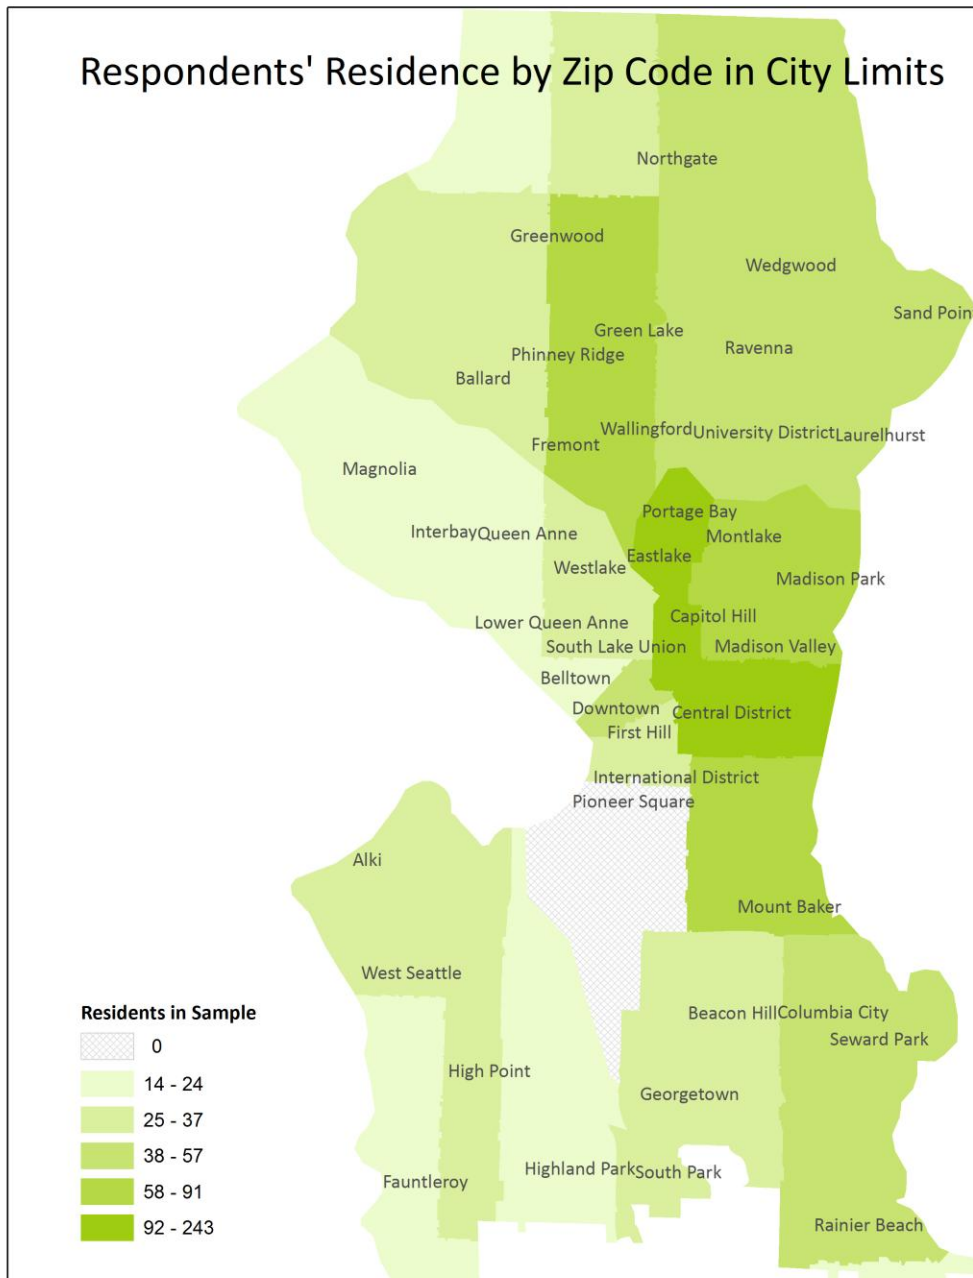 Respondents' Residence by Zip Code in City Limits
Northgate
Greenwood
Wedgwood
Sand Point
Green Lake
Ravenna
Phinney Ridge
Ballard
Wallingford
University District
Laurelhurst
Fremont
Magnolia
Portage Bay
Interbay
Queen Anne
Montlake
Eastlake
Westlake
Madison Park
Capitol Hill
Lower Queen Anne
South Lake Union
Madison Valley
Belltown
Downtown
Central District
First Hill
International District
Pioneer Square
Alki
Mount Baker
West Seattle
Beacon Hill
Columbia City
Seward Park
High Point
Georgetown
Highland Park
South Park
Fauntleroy
Rainier Beach
Residents in Sample
0
14 - 24
25 - 37
38 - 57
58 - 91
92 - 243